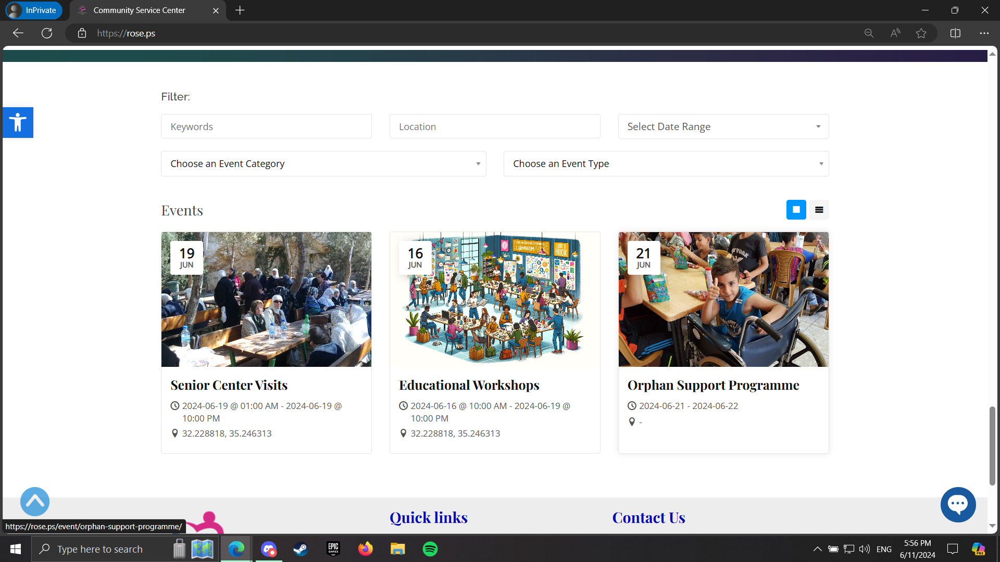 InPrivate
Community Service Center
https://rose.ps
Filter:
Keywords
Location
Select Date Range
Choose an Event Category
Choose an Event Type
Events
19
JUN
16
JUN
21
JUN
NEW YORK
Senior Center Visits
2024-06-19 @ 01:00 AM - 2024-06-19 @
10:00 PM
32.228818, 35.246313
Educational Workshops
2024-06-16 @ 10:00 AM - 2024-06-19 @
10:00 PM
32.228818, 35.246313
Orphan Support Programme
2024-06-21 - 2024-06-22
-
Quick links
Contact Us
https://rose.ps/event/orphan-support-programme/
Type here to search
EPIC
GAMES
ENG
5:56 PM
6/11/2024
PRE